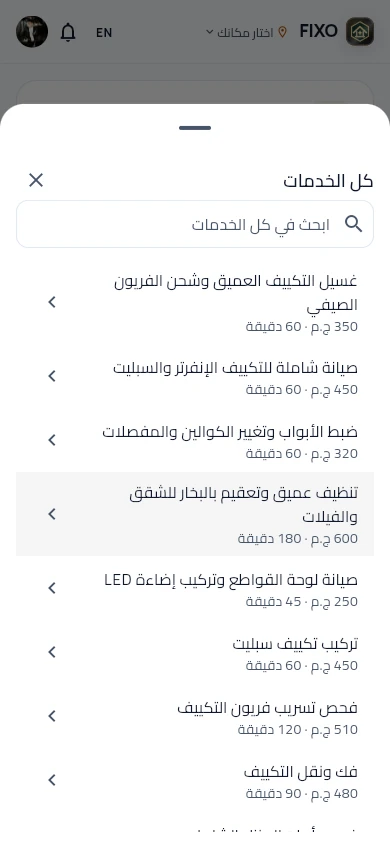 FIXO
اختار مكانك
EN
كل الخدمات
ابحث في كل الخدمات
غسيل التكييف العميق وشحن الفريون
الصيفي
350 ج.م · 60 دقيقة
صيانة شاملة للتكييف الإنفرتر والسبليت
450 ج.م · 60 دقيقة
ضبط الأبواب وتغيير الكوالين والمفصلات
320 ج.م · 60 دقيقة
تنظيف عميق وتعقيم بالبخار للشقق
والفيلات
600 ج.م · 180 دقيقة
صيانة لوحة القواطع وتركيب إضاءة LED
250 ج.م · 45 دقيقة
تركيب تكييف سبليت
450 ج.م · 60 دقيقة
فحص تسريب فريون التكييف
510 ج.م · 120 دقيقة
فك ونقل التكييف
480 ج.م · 90 دقيقة